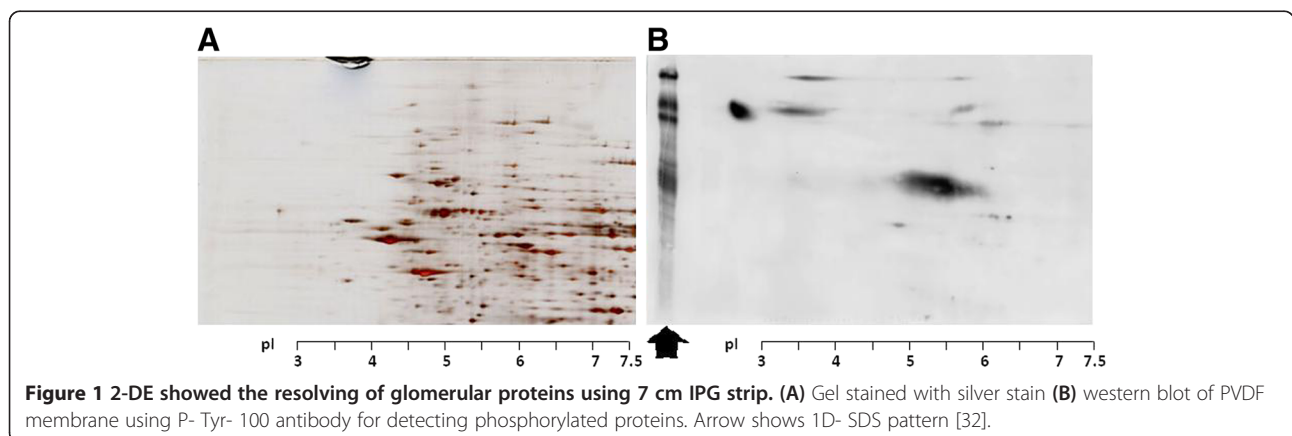 A B
pI 3 4 5 6 7 7.5 pI 3 4 5 6 7 7.5
Figure 1 2-DE showed the resolving of glomerular proteins using 7 cm IPG strip. (A) Gel stained with silver stain (B) western blot of PVDF
membrane using P- Tyr- 100 antibody for detecting phosphorylated proteins. Arrow shows 1D- SDS pattern [32].